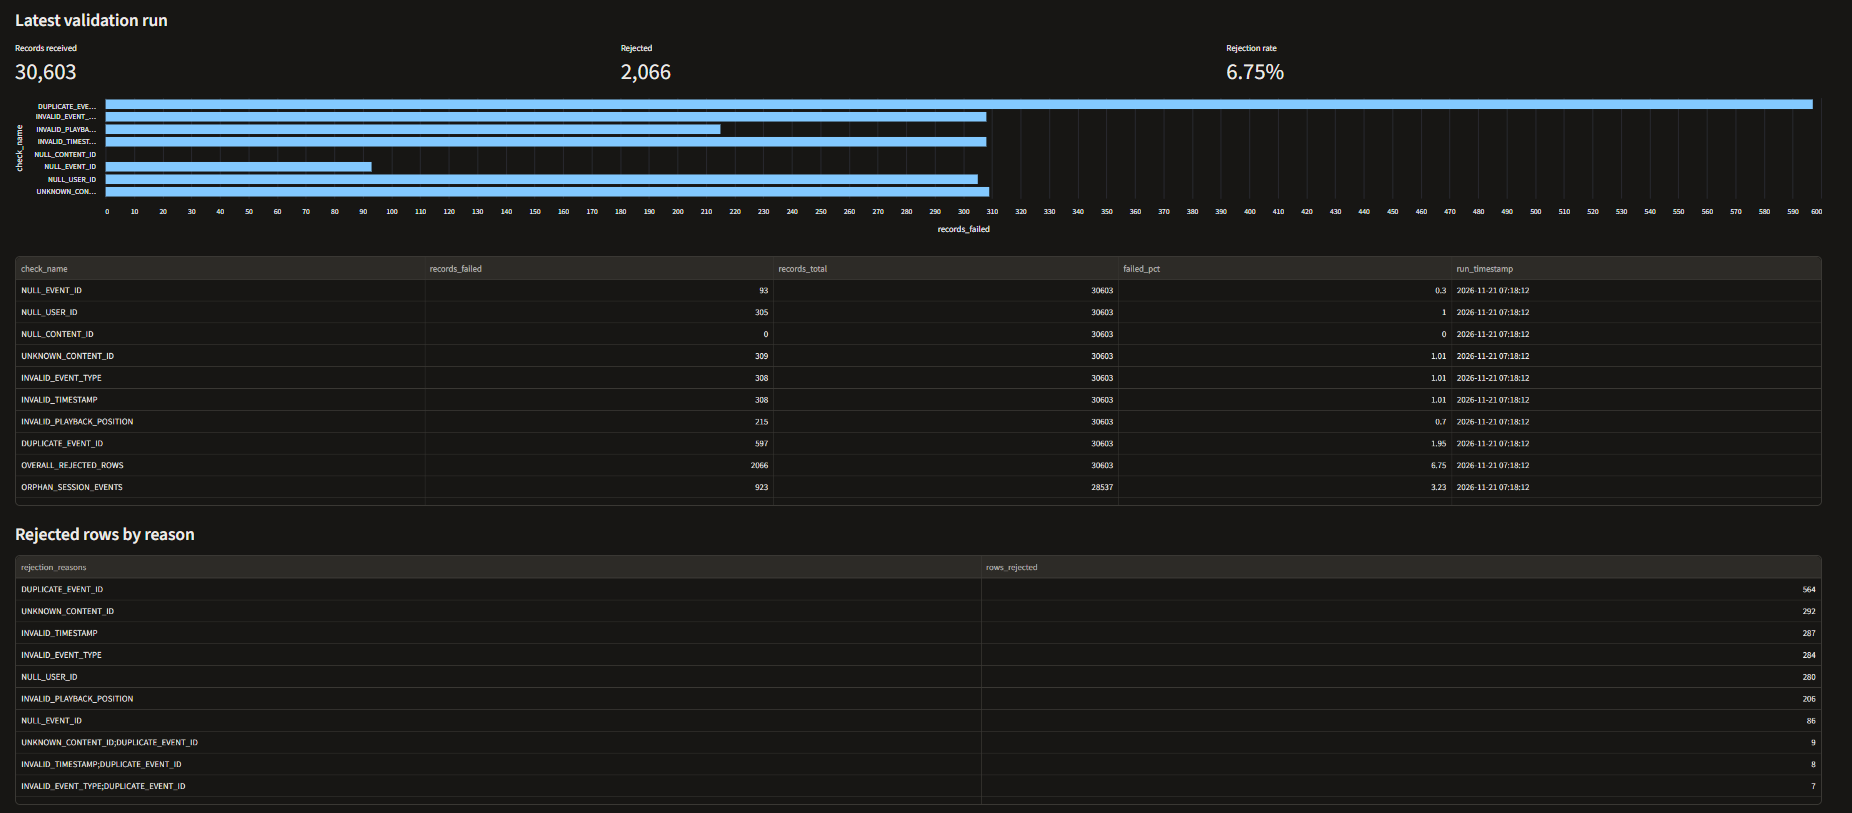 Latest validation run
Records received Rejected Rejection rate
30,603 2,066 6.75%
DUPLICATE_EVE...
INVALID_EVENT_...
INVALID_PLAYBA...
INVALID_TIMEST...
NULL_CONTENT_ID
NULL_EVENT_ID
NULL_USER_ID
UNKNOWN_CON...
check_name
0 10 20 30 40 50 60 70 80 90 100 110 120 130 140 150 160 170 180 190 200 210 220 230 240 250 260 270 280 290 300 310 320 330 340 350 360 370 380 390 400 410 420 430 440 450 460 470 480 490 500 510 520 530 540 550 560 570 580 590 600
records_failed
check_name records_failed records_total failed_pct run_timestamp
NULL_EVENT_ID 93 30603 0.3 2026-11-21 07:18:12
NULL_USER_ID 305 30603 1 2026-11-21 07:18:12
NULL_CONTENT_ID 0 30603 0 2026-11-21 07:18:12
UNKNOWN_CONTENT_ID 309 30603 1.01 2026-11-21 07:18:12
INVALID_EVENT_TYPE 308 30603 1.01 2026-11-21 07:18:12
INVALID_TIMESTAMP 308 30603 1.01 2026-11-21 07:18:12
INVALID_PLAYBACK_POSITION 215 30603 0.7 2026-11-21 07:18:12
DUPLICATE_EVENT_ID 597 30603 1.95 2026-11-21 07:18:12
OVERALL_REJECTED_ROWS 2066 30603 6.75 2026-11-21 07:18:12
ORPHAN_SESSION_EVENTS 923 28537 3.23 2026-11-21 07:18:12
Rejected rows by reason
rejection_reasons rows_rejected
DUPLICATE_EVENT_ID 564
UNKNOWN_CONTENT_ID 292
INVALID_TIMESTAMP 287
INVALID_EVENT_TYPE 284
NULL_USER_ID 280
INVALID_PLAYBACK_POSITION 206
NULL_EVENT_ID 86
UNKNOWN_CONTENT_ID;DUPLICATE_EVENT_ID 9
INVALID_TIMESTAMP;DUPLICATE_EVENT_ID 8
INVALID_EVENT_TYPE;DUPLICATE_EVENT_ID 7